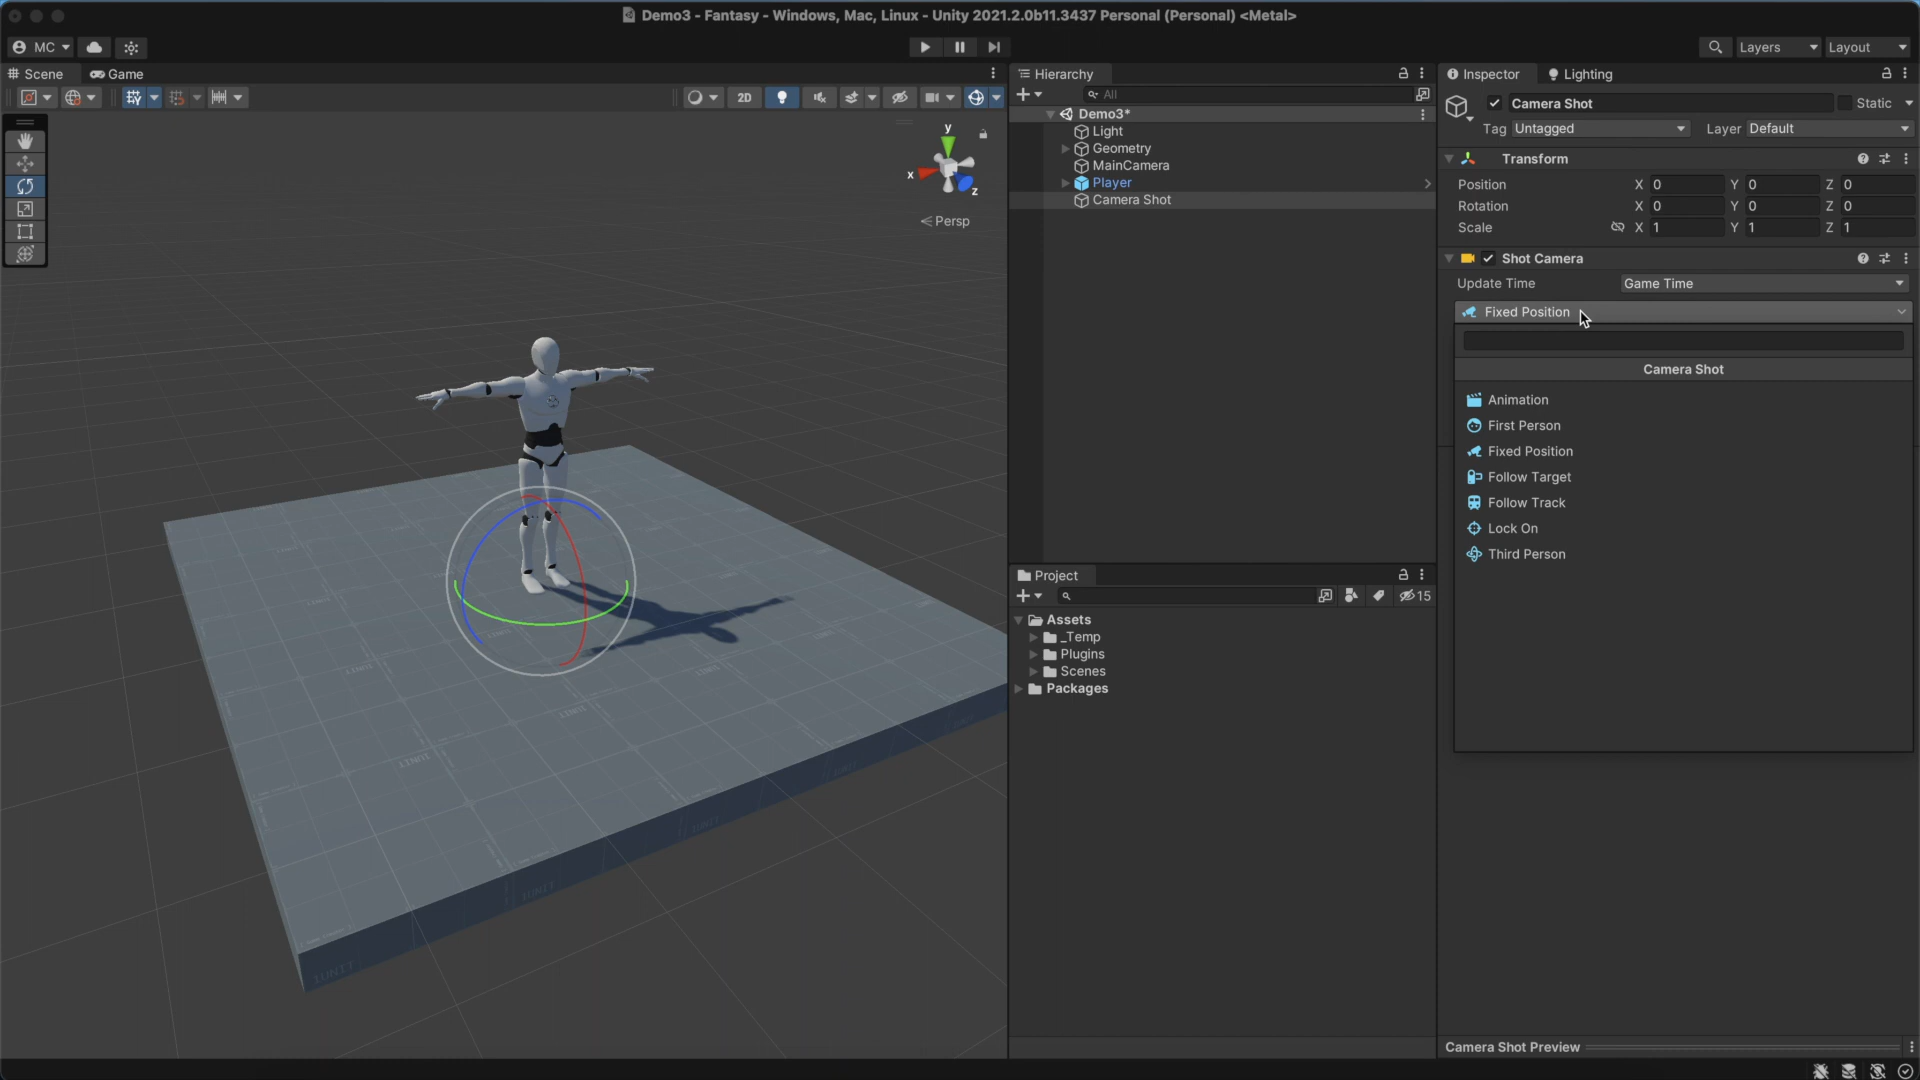 Demo3 - Fantasy - Windows, Mac, Linux - Unity 2021.2.0b11.3437 Personal (Personal) <Metal>
MC
Layers
Layout
Scene
Game
2D
y
x
z
Persp
Hierarchy
All
Demo3*
Light
Geometry
MainCamera
Player
Camera Shot
Project
15
Assets
_Temp
Plugins
Scenes
Packages
Inspector
Lighting
Camera Shot
Static
Tag Untagged
Layer Default
Transform
Position X 0 Y 0 Z 0
Rotation X 0 Y 0 Z 0
Scale X 1 Y 1 Z 1
Shot Camera
Update Time Game Time
Fixed Position
Camera Shot
Animation
First Person
Fixed Position
Follow Target
Follow Track
Lock On
Third Person
Camera Shot Preview
1UNIT
1UNIT
1UNIT
1UNIT